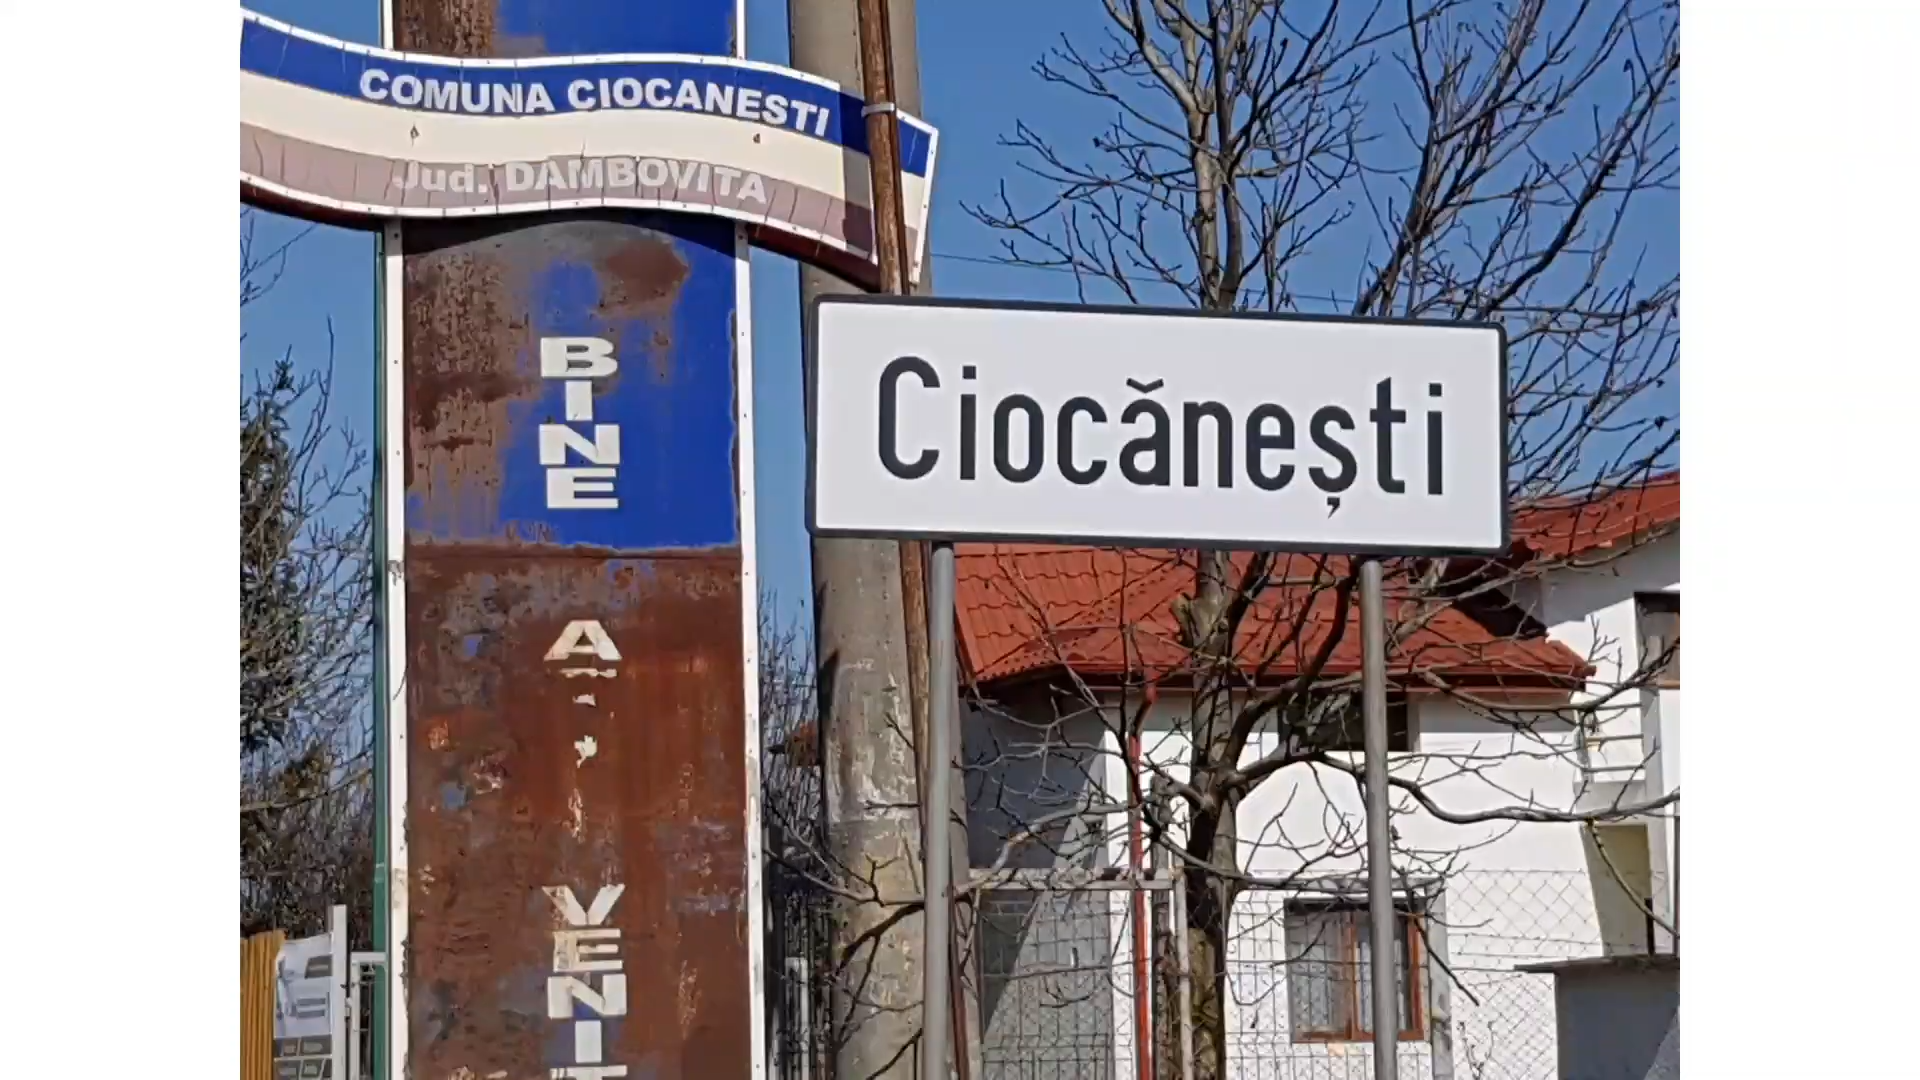 COMUNA CIOCANESTI
Jud. DAMBOVITA
BINE
A
VENIT
Ciocănești